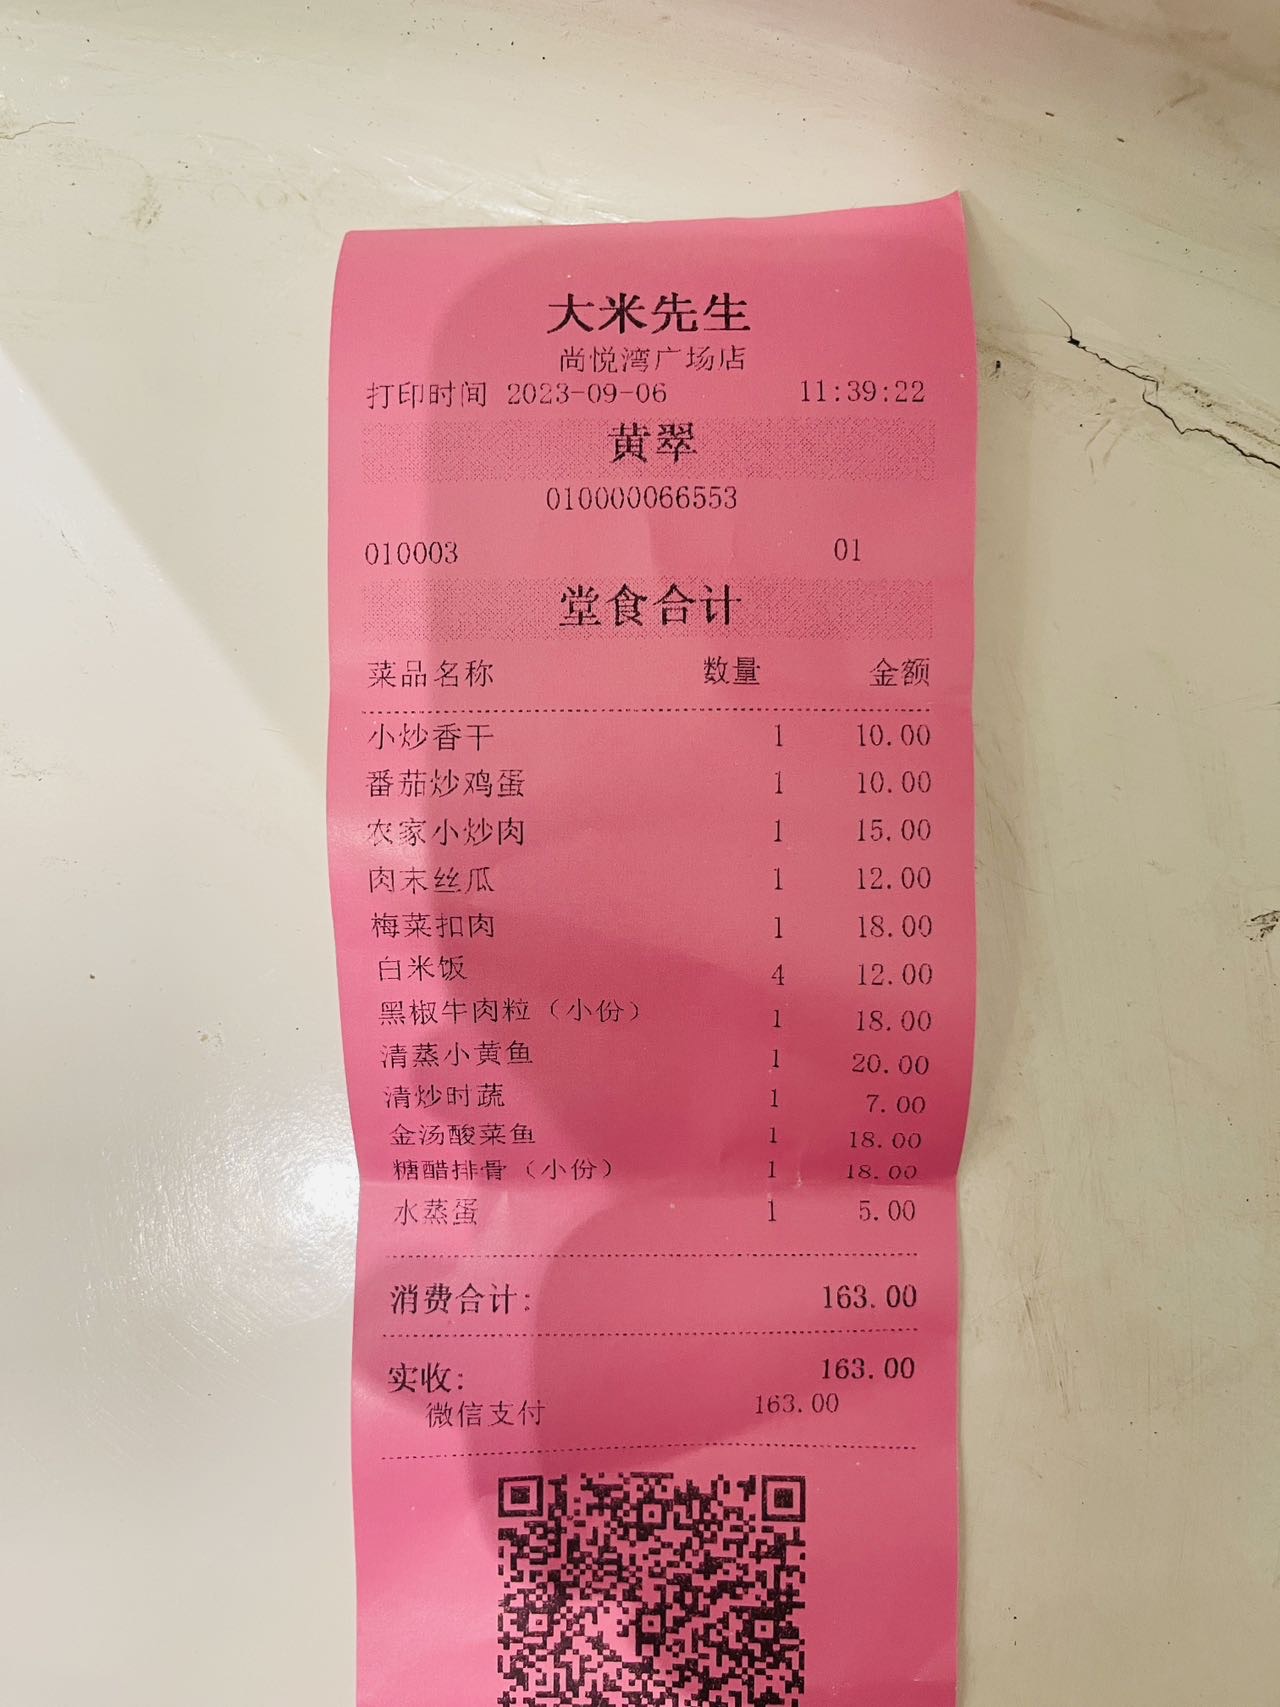 大米先生
尚悦湾广场店
打印时间 2023-09-06 11:39:22
黄翠
010000066553
010003 01
堂食合计
菜品名称 数量 金额
小炒香干 1 10.00
番茄炒鸡蛋 1 10.00
农家小炒肉 1 15.00
肉末丝瓜 1 12.00
梅菜扣肉 1 18.00
白米饭 4 12.00
黑椒牛肉粒（小份） 1 18.00
清蒸小黄鱼 1 20.00
清炒时蔬 1 7.00
金汤酸菜鱼 1 18.00
糖醋排骨（小份） 1 18.00
水蒸蛋 1 5.00
消费合计: 163.00
实收: 163.00
微信支付 163.00